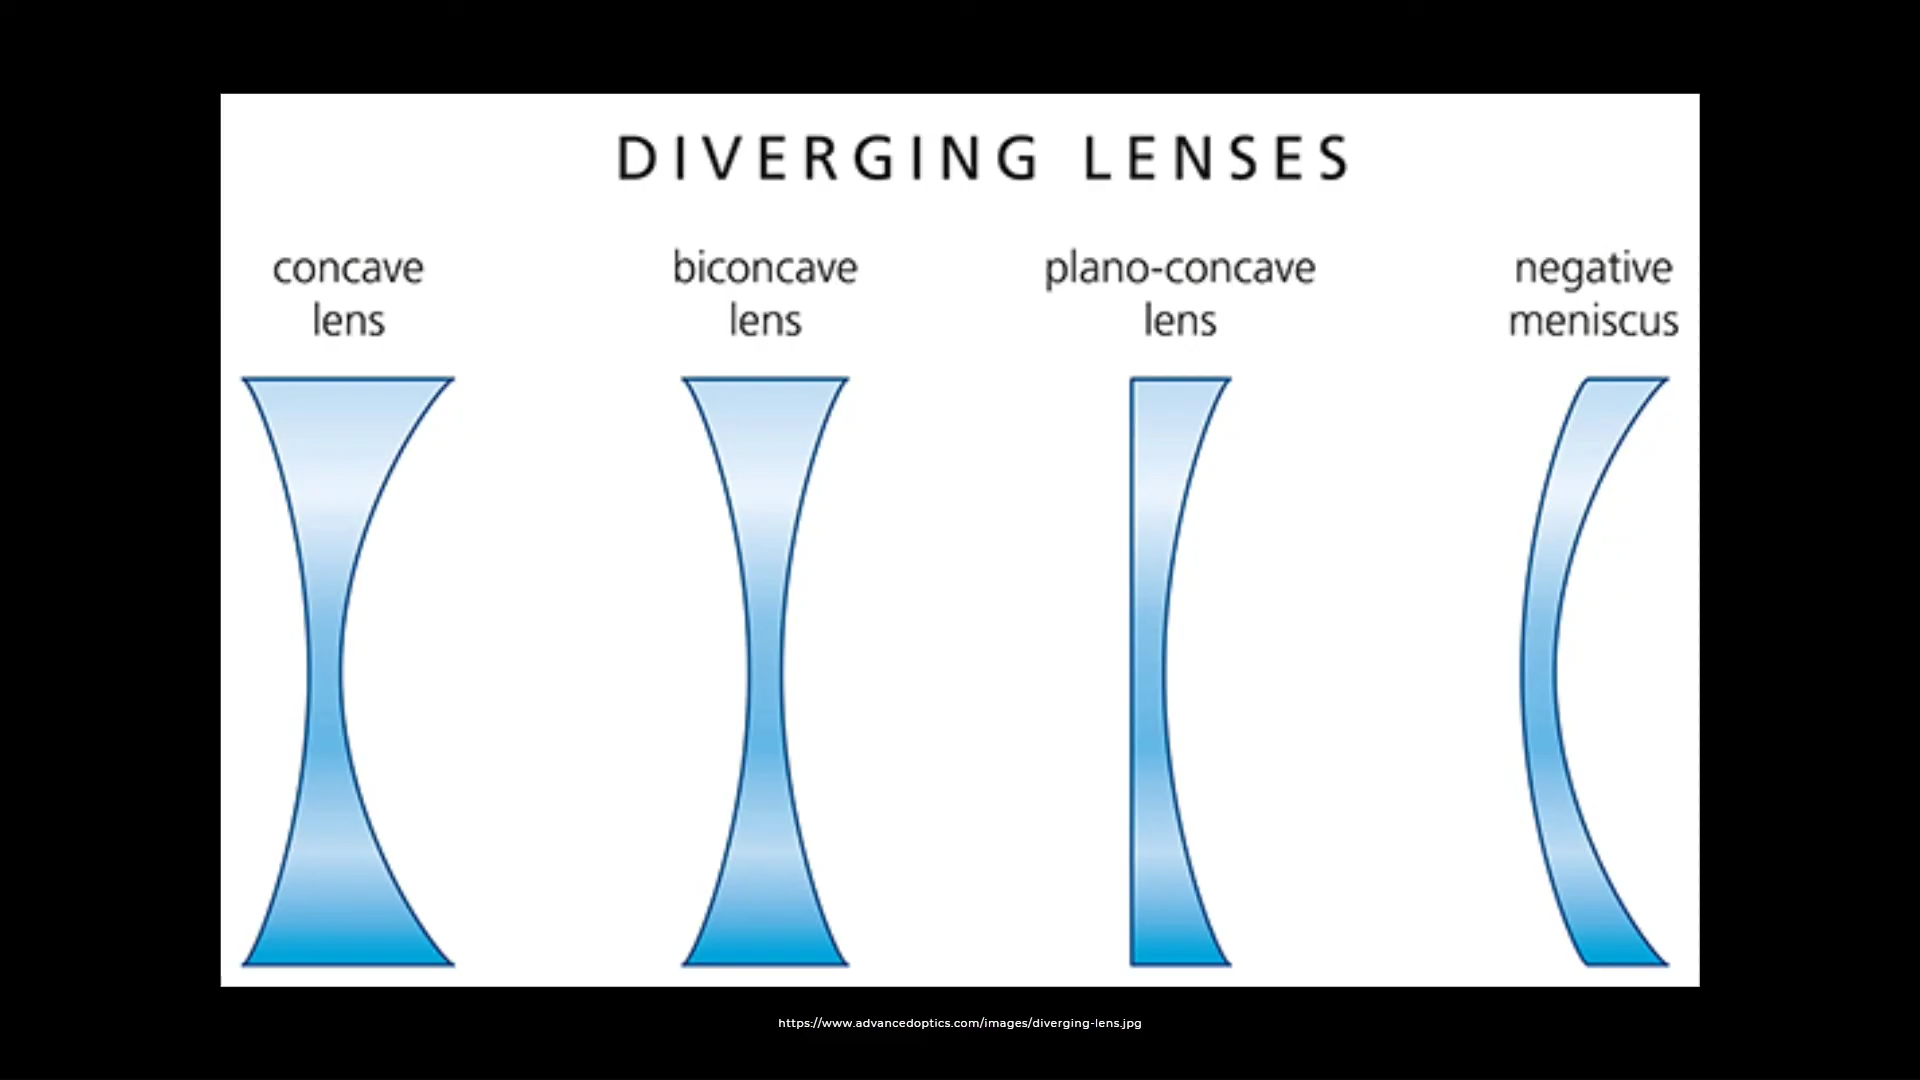 DIVERGING LENSES
concave
lens
biconcave
lens
plano-concave
lens
negative
meniscus
https://www.advancedoptics.com/images/diverging-lens.jpg